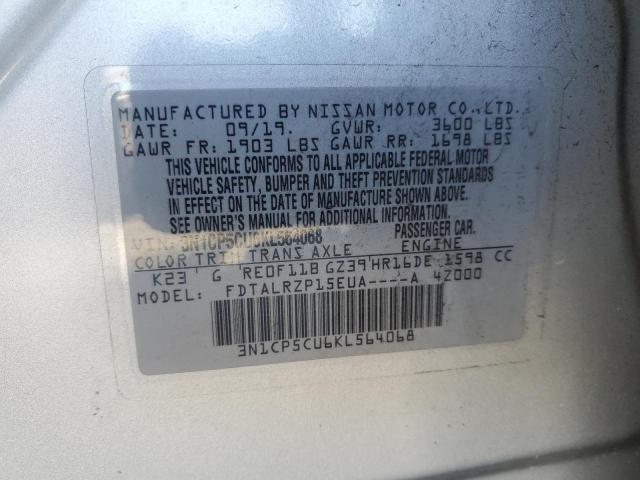 MANUFACTURED BY NISSAN MOTOR CO., LTD.
DATE: 09/19. GVWR: 3600 LBS
GAWR FR: 1903 LBS GAWR RR: 1698 LBS
THIS VEHICLE CONFORMS TO ALL APPLICABLE FEDERAL MOTOR
VEHICLE SAFETY, BUMPER AND THEFT PREVENTION STANDARDS
IN EFFECT ON THE DATE OF MANUFACTURE SHOWN ABOVE.
SEE OWNER'S MANUAL FOR ADDITIONAL INFORMATION
VIN: 3N1CP5CU6KL564068 PASSENGER CAR.
COLOR TRIM TRANS AXLE ENGINE
K23 G RE0F11B GZ39 HR16DE 1598 CC
MODEL: FDTALRZP15EUA----A 4Z000
3N1CP5CU6KL564068